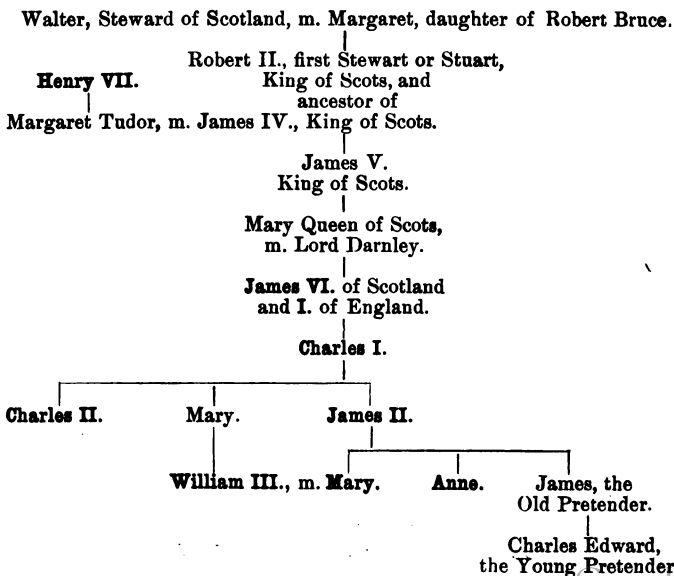 Walter, Steward of Scotland, m. Margaret, daughter of Robert Bruce.
Robert II., first Stewart or Stuart,
Henry VII.
King of Scots, and
ancestor of
Margaret Tudor, m. James IV., King of Scots.
James V.
King of Scots.
Mary Queen of Scots,
m. Lord Darnley.
James VI. of Scotland
and I. of England.
Charles I.
Charles II. Mary. James II.
William III., m. Mary. Anne. James, the
Old Pretender.
Charles Edward,
the Young Pretender